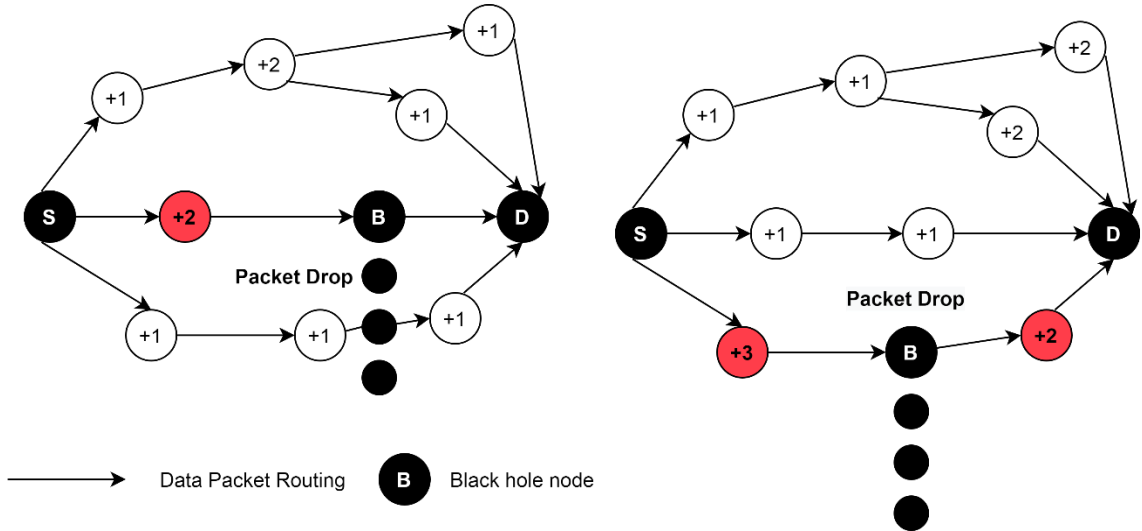 +1
+2
+1
+1
S
+2
B
D
Packet Drop
+1
+1
+1
+1
+1
+2
+2
S
+1
+1
D
Packet Drop
+3
B
+2
Data Packet Routing
B
Black hole node